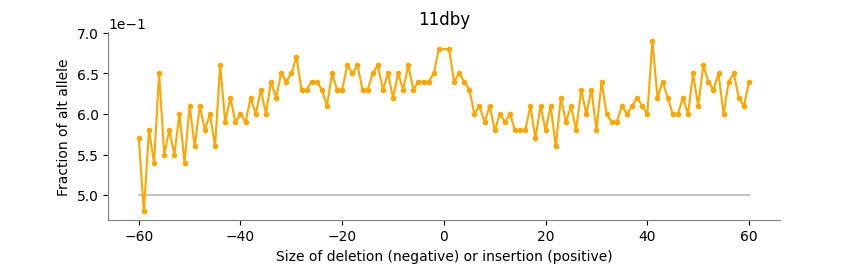 11dby
1e−1
7.0
6.5
6.0
5.5
5.0
Fraction of alt allele
−60 −40 −20 0 20 40 60
Size of deletion (negative) or insertion (positive)